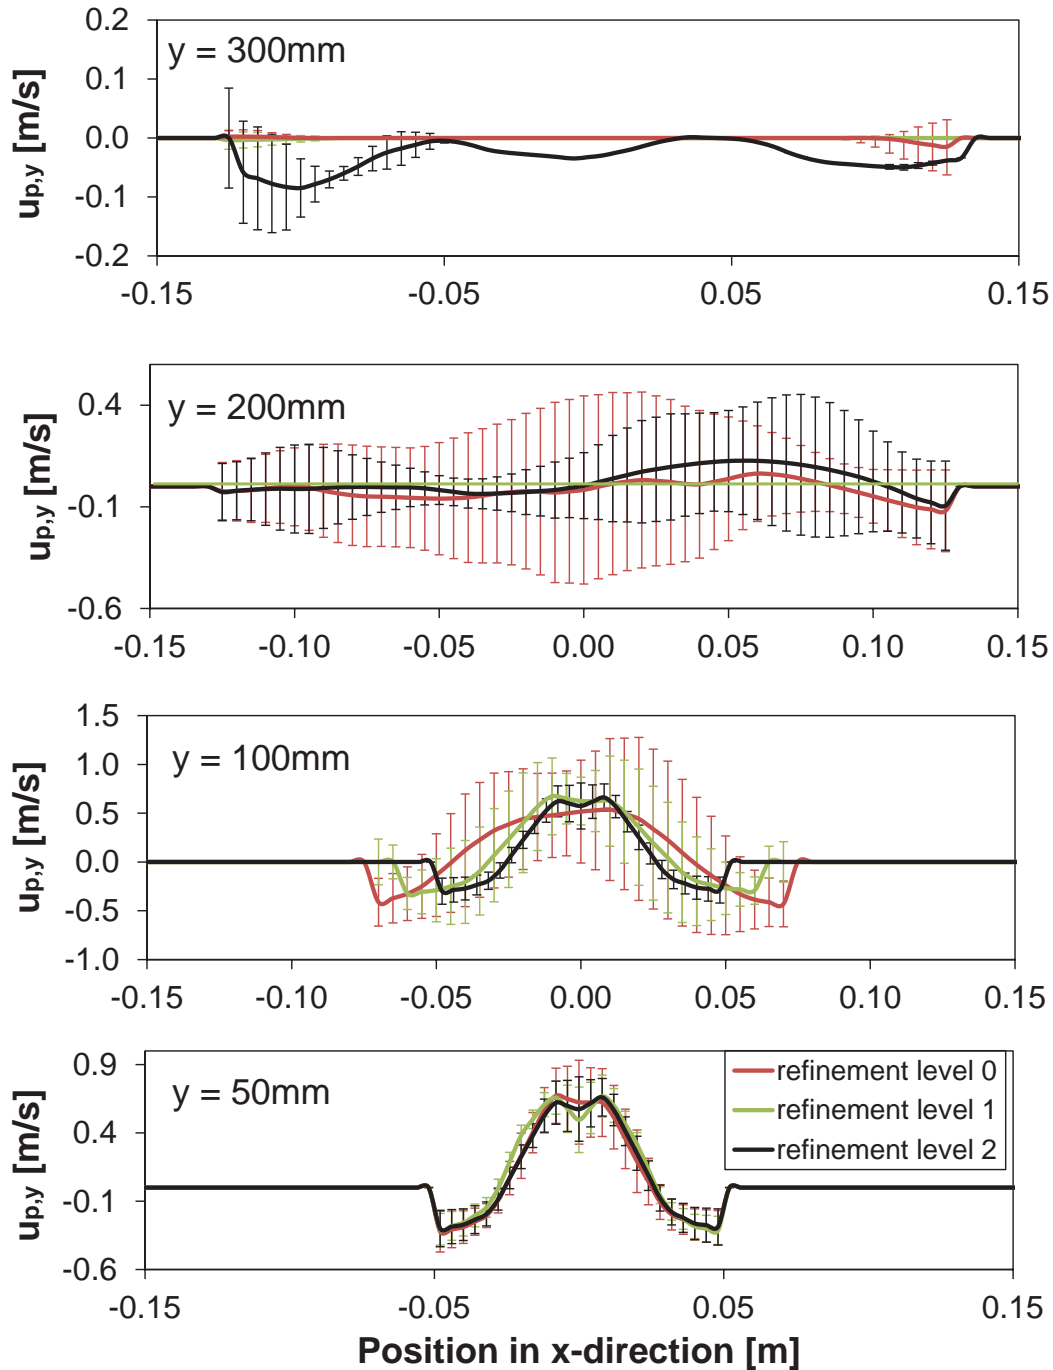 0.2
y = 300mm
0.1
0.0
-0.1
-0.2
up,y [m/s]
-0.15 -0.05 0.05 0.15
0.4
y = 200mm
-0.1
-0.6
up,y [m/s]
-0.15 -0.10 -0.05 0.00 0.05 0.10 0.15
1.5
y = 100mm
1.0
0.5
0.0
-0.5
-1.0
up,y [m/s]
-0.15 -0.10 -0.05 0.00 0.05 0.10 0.15
0.9
y = 50mm
0.4
-0.1
-0.6
up,y [m/s]
refinement level 0
refinement level 1
refinement level 2
-0.15 -0.05 0.05 0.15
Position in x-direction [m]